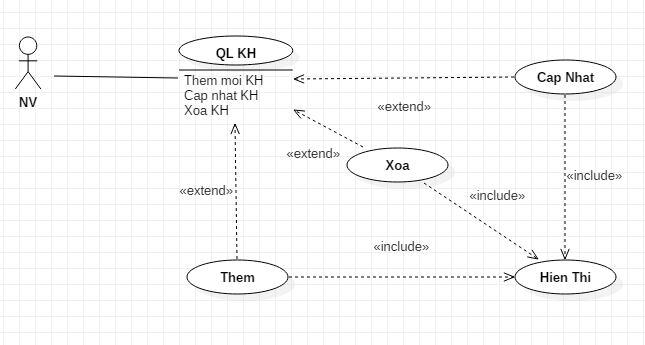 QL KH
Them moi KH
Cap nhat KH
Xoa KH
NV
Cap Nhat
«extend»
«extend»
Xoa
«include»
«extend»
«include»
«include»
Them
Hien Thi